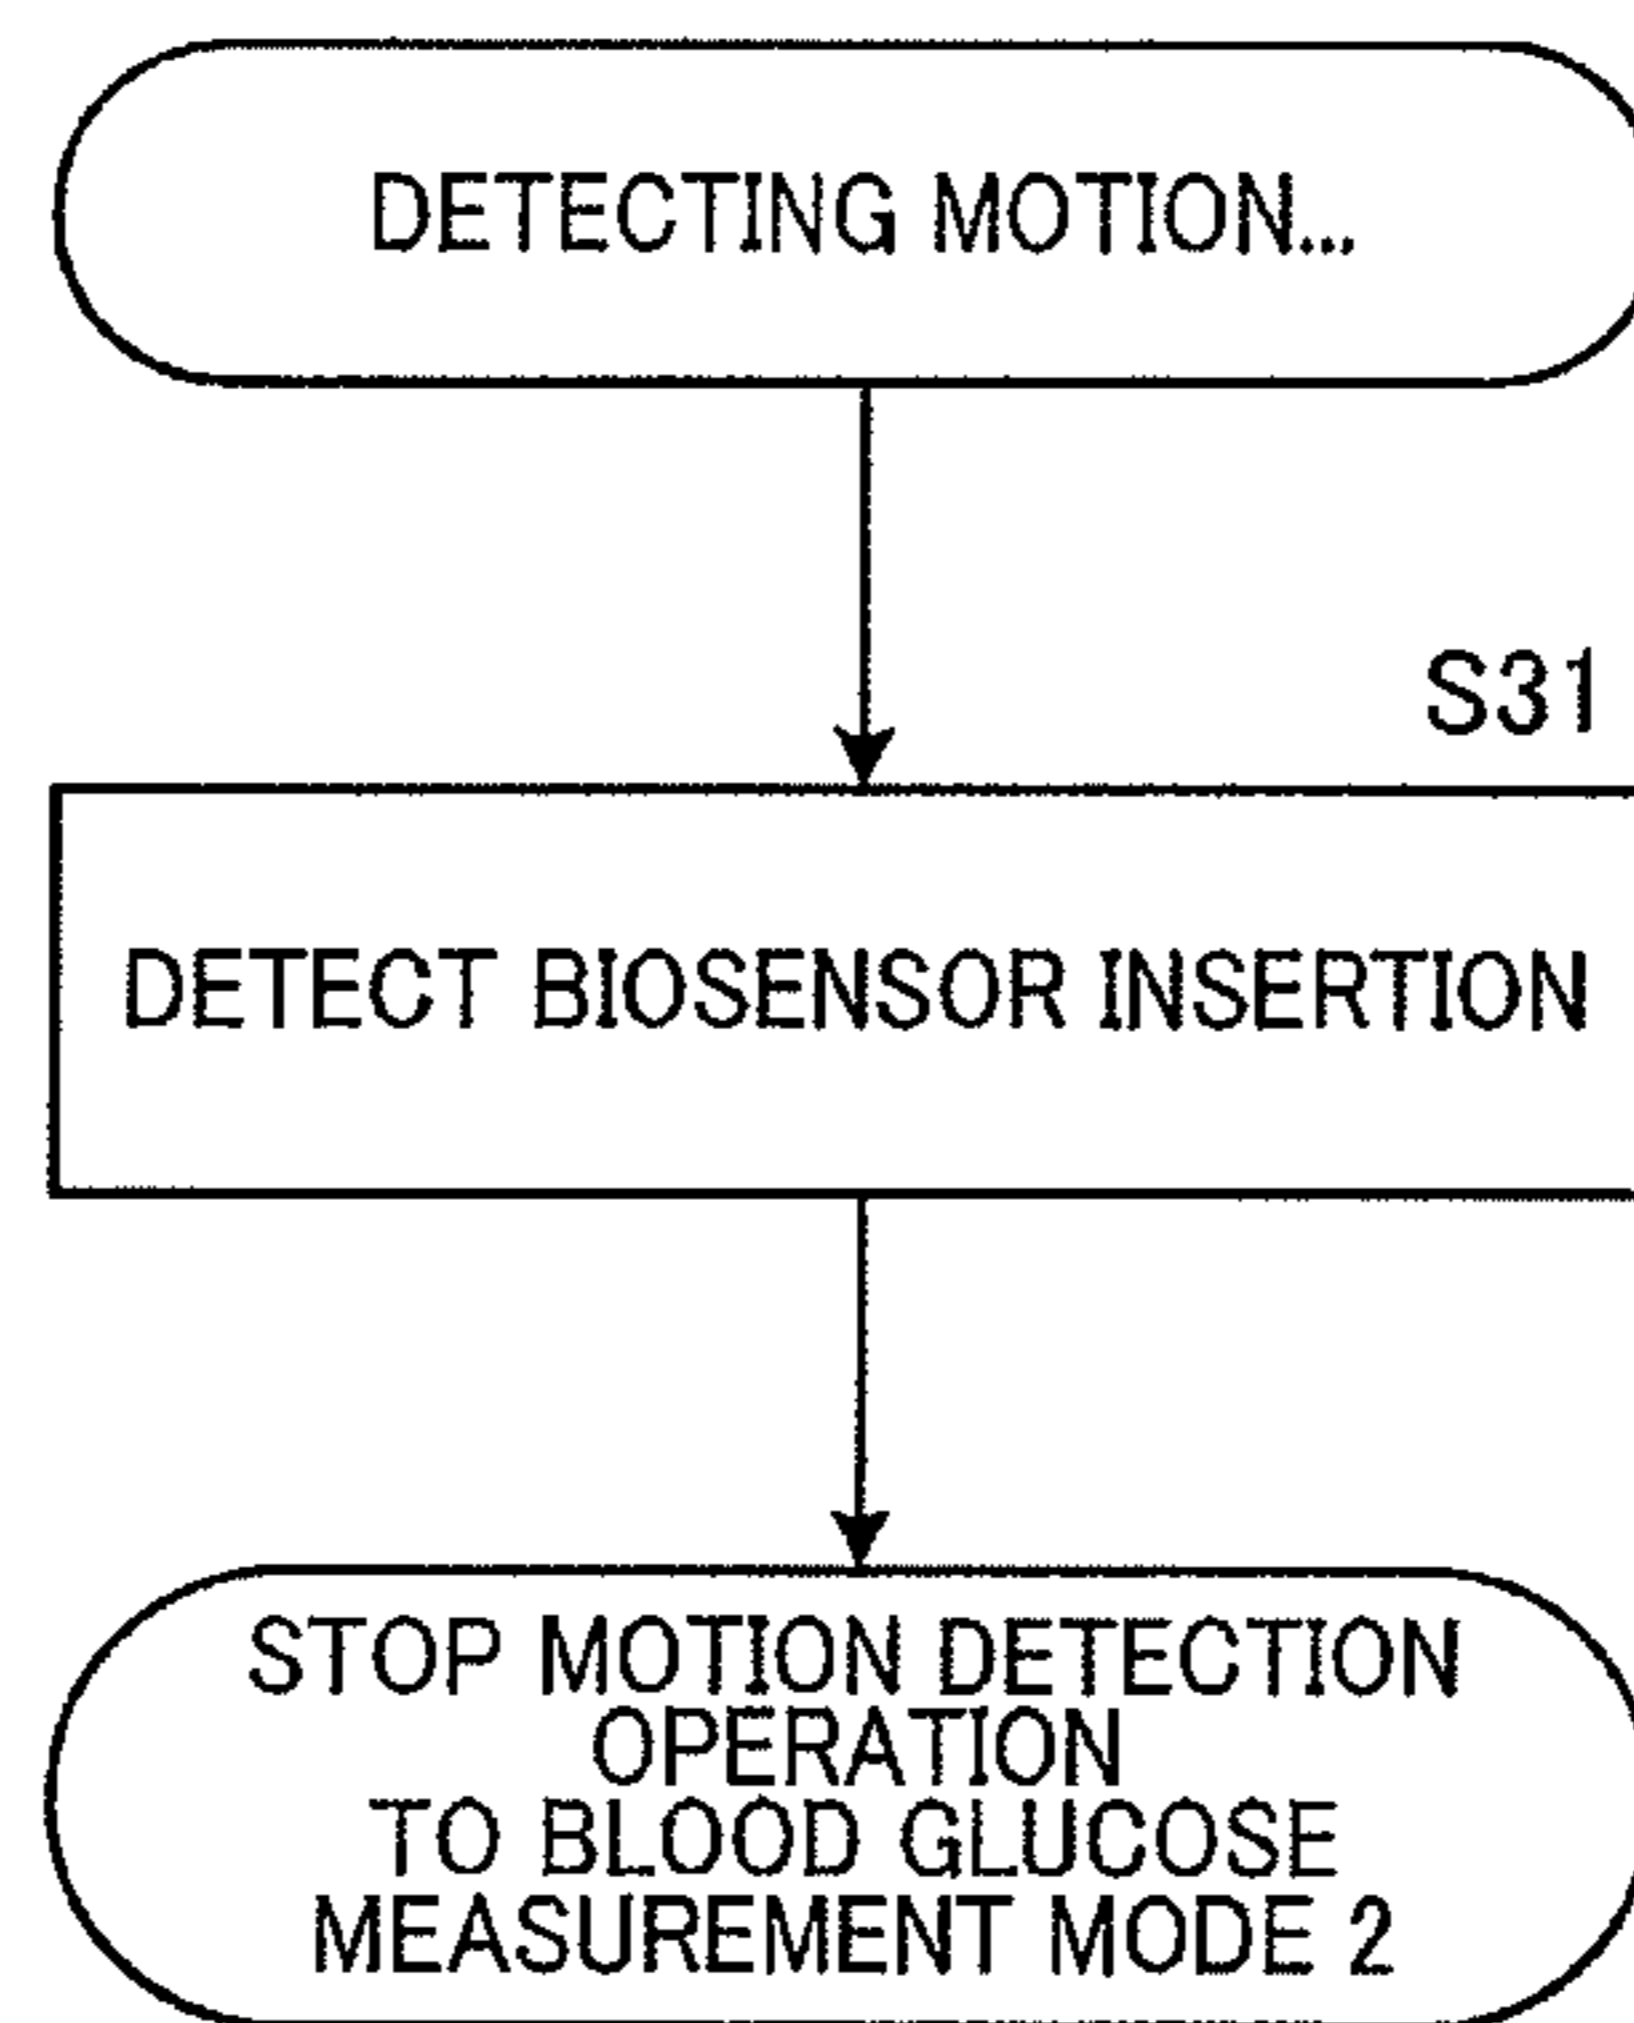 DETECTING MOTION...
S31
DETECT BIOSENSOR INSERTION
STOP MOTION DETECTION
OPERATION
TO BLOOD GLUCOSE
MEASUREMENT MODE 2